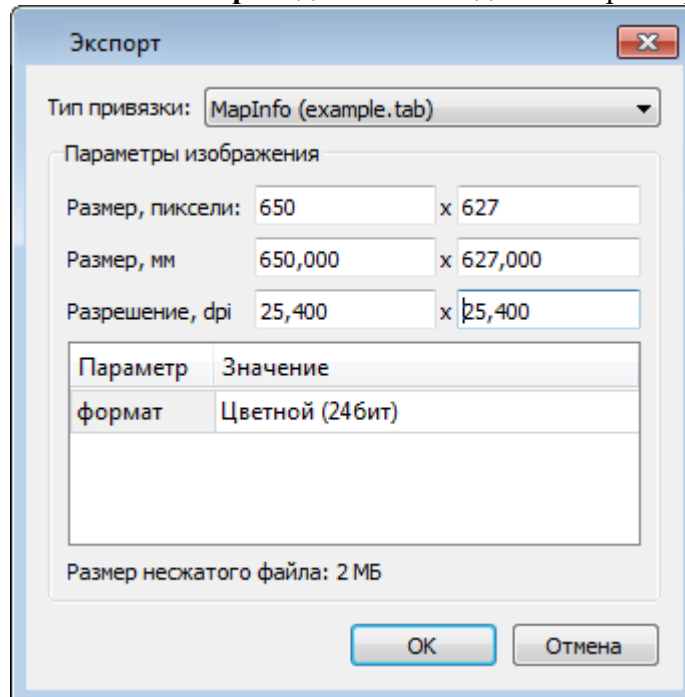 Экспорт
Тип привязки: MapInfo (example.tab)
Параметры изображения
Размер, пиксели: 650 x 627
Размер, мм 650,000 x 627,000
Разрешение, dpi 25,400 x 25,400
Параметр Значение
формат Цветной (24бит)
Размер несжатого файла: 2 МБ
OK Отмена